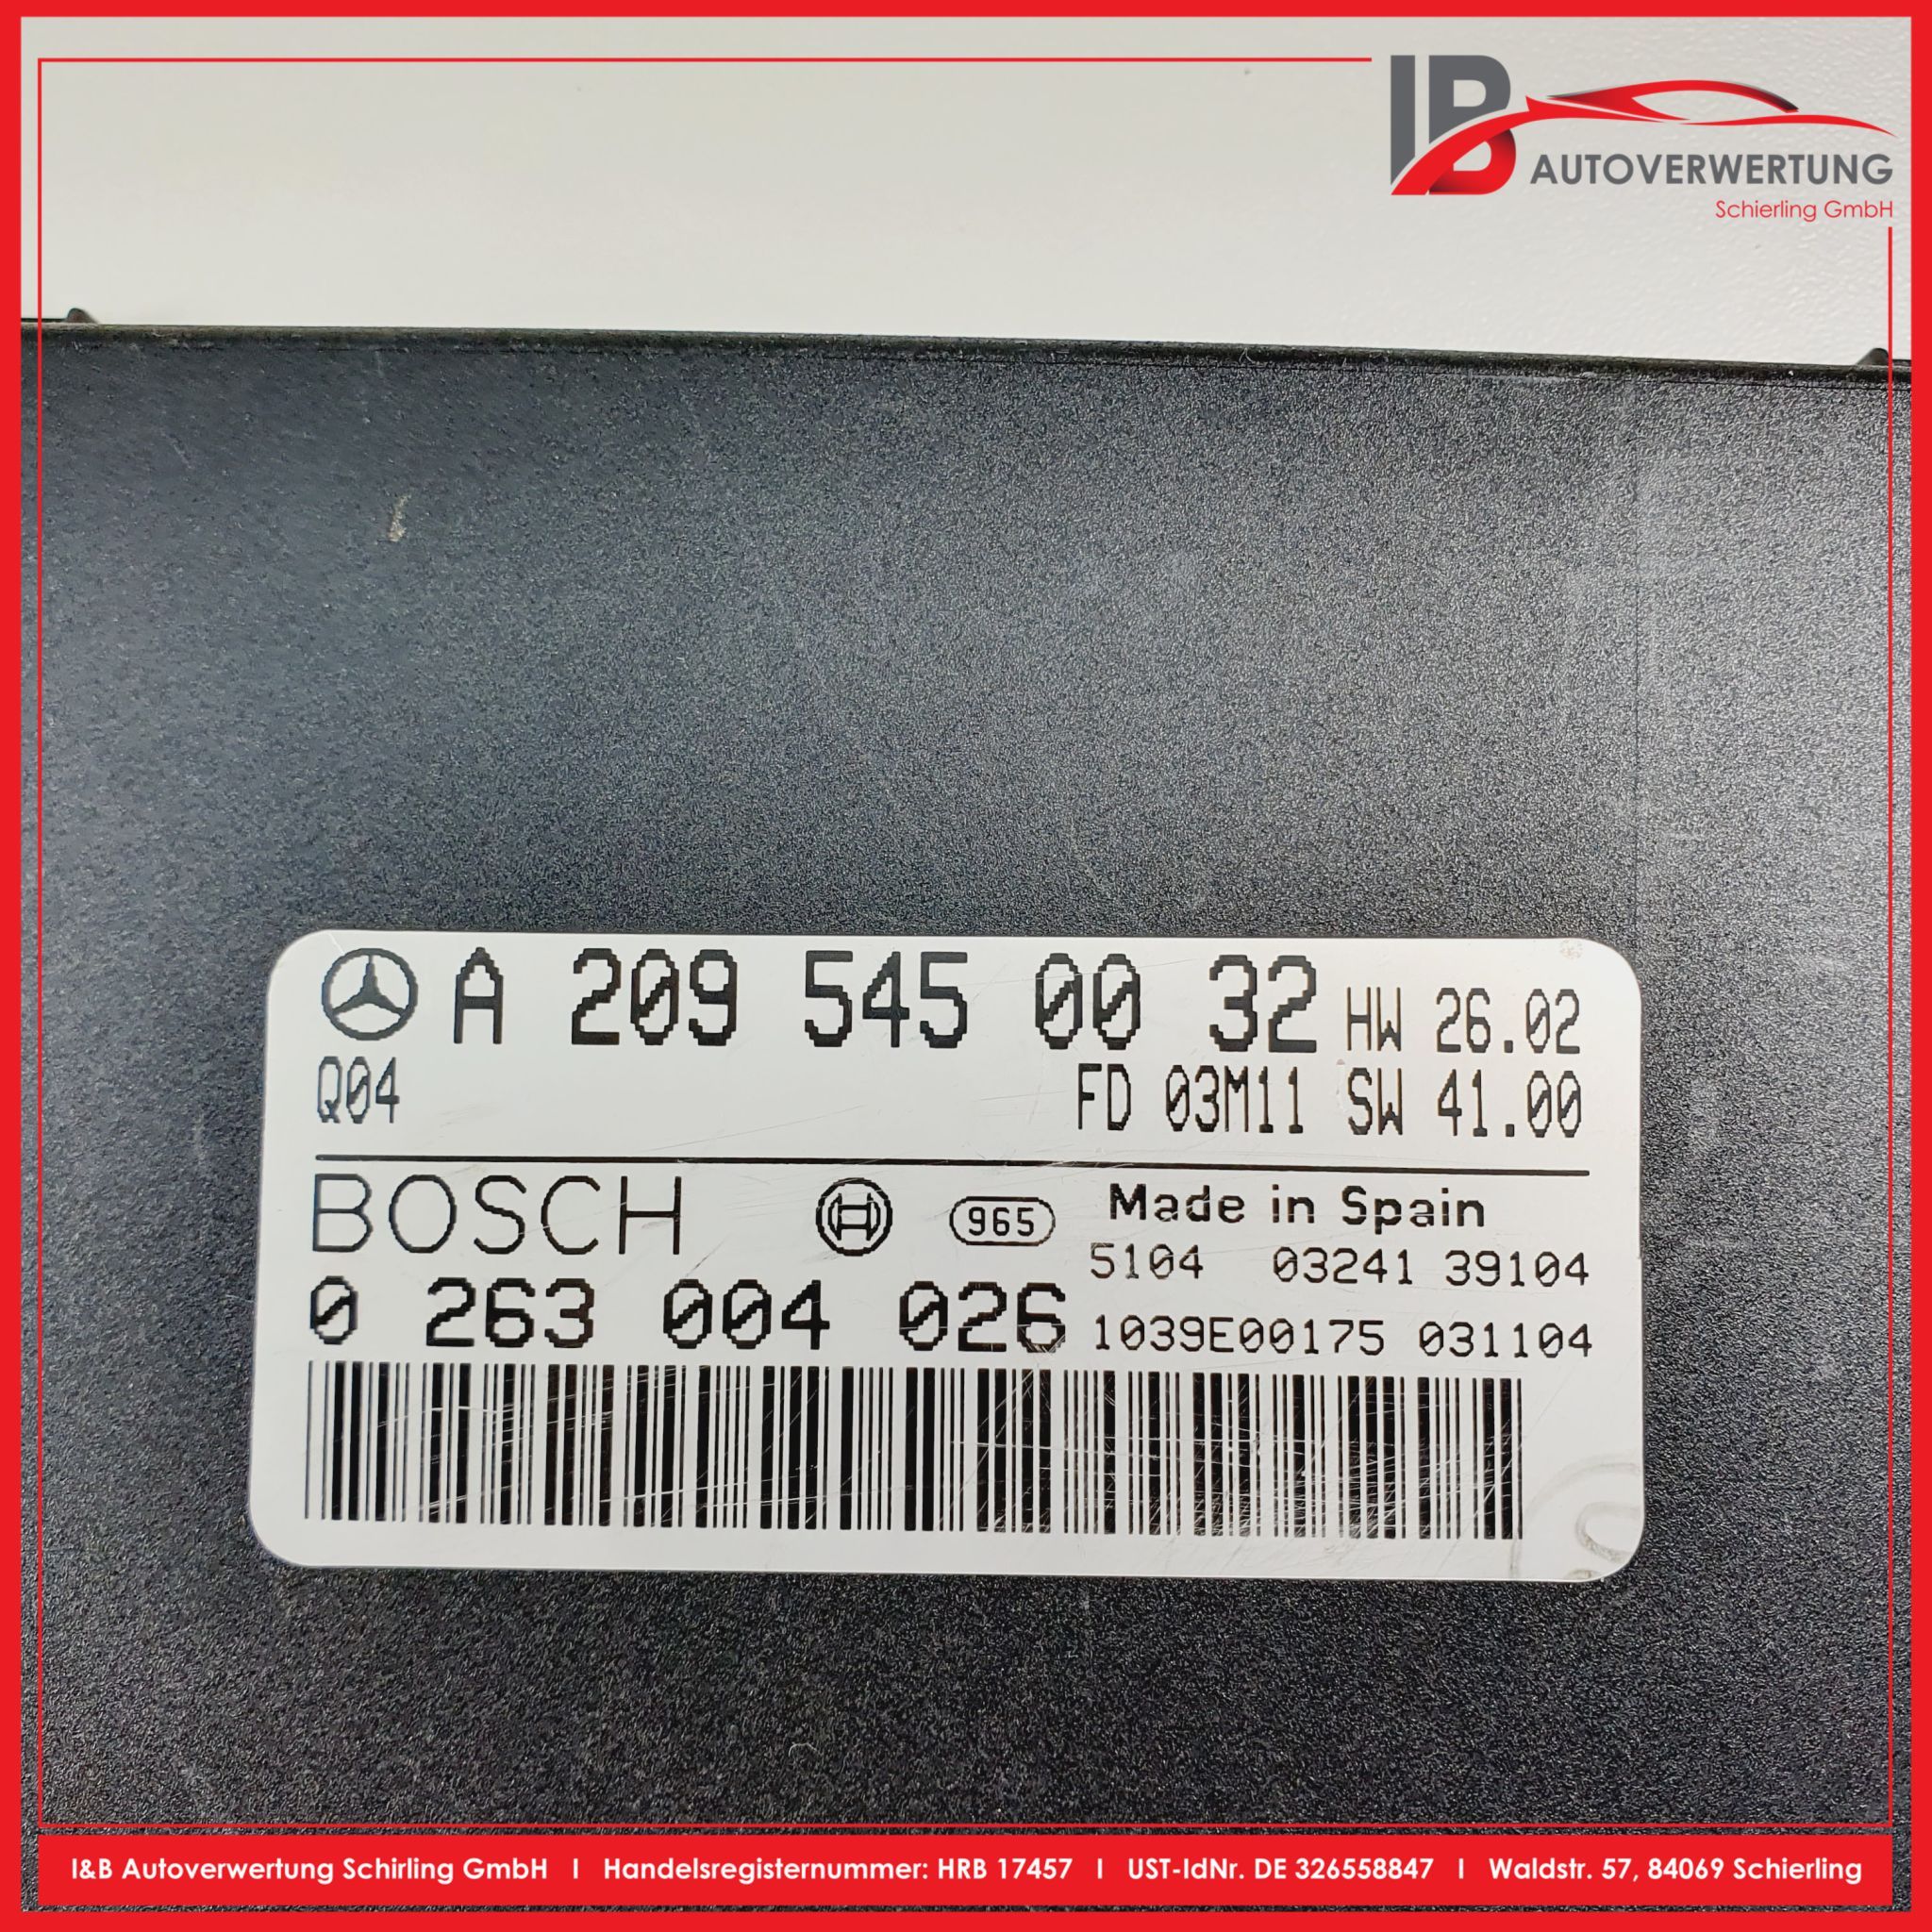 IB AUTOVERWERTUNG
Schierling GmbH
A 209 545 00 32 HW 26.02
Q04 FD 03M11 SW 41.00
BOSCH 965 Made in Spain
5104 03241 39104
0 263 004 026 1039E00175 031104
I&B Autoverwertung Schirling GmbH I Handelsregisternummer: HRB 17457 I UST-IdNr. DE 326558847 I Waldstr. 57, 84069 Schierling